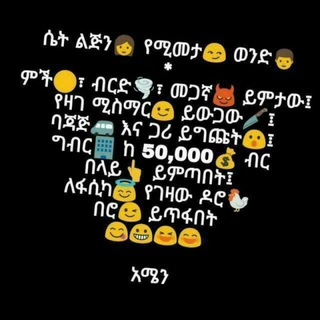 ሴት ልጅን👩 የሚመታ😋 ወንድ👨
*
ምች🟡፣ ብርድ🌪️፣ መጋኛ👿 ይምታው፤
የዛገ ሚስማር😋 ይውጋው🔪 ፤
ባጃጅ🚐 እና ጋሪ ይግጩት😮 ፤
ግብር🏢 ከ 50,000💰 ብር
በላይ👆 ይምጣበት፤
ለፋሲካ😇 የገዛው ዶሮ🐓
በሮ😋 ይጥፋበት
😋😀😄😄
አሜን